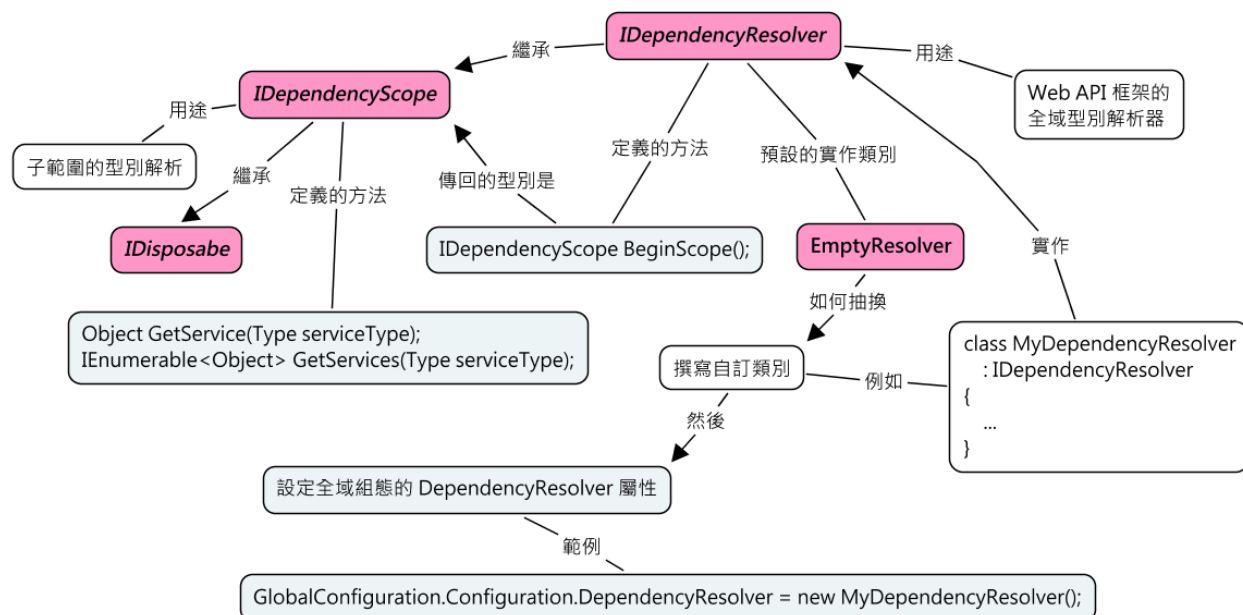 IDependencyResolver
繼承
用途
IDependencyScope
Web API 框架的
全域型別解析器
用途
子範圍的型別解析
繼承
定義的方法
傳回的型別是
定義的方法
預設的實作類別
IDisposabe
IDependencyScope BeginScope();
EmptyResolver
實作
如何抽換
Object GetService(Type serviceType);
IEnumerable<Object> GetServices(Type serviceType);
撰寫自訂類別
例如
class MyDependencyResolver
: IDependencyResolver
{
...
}
然後
設定全域組態的 DependencyResolver 屬性
範例
GlobalConfiguration.Configuration.DependencyResolver = new MyDependencyResolver();